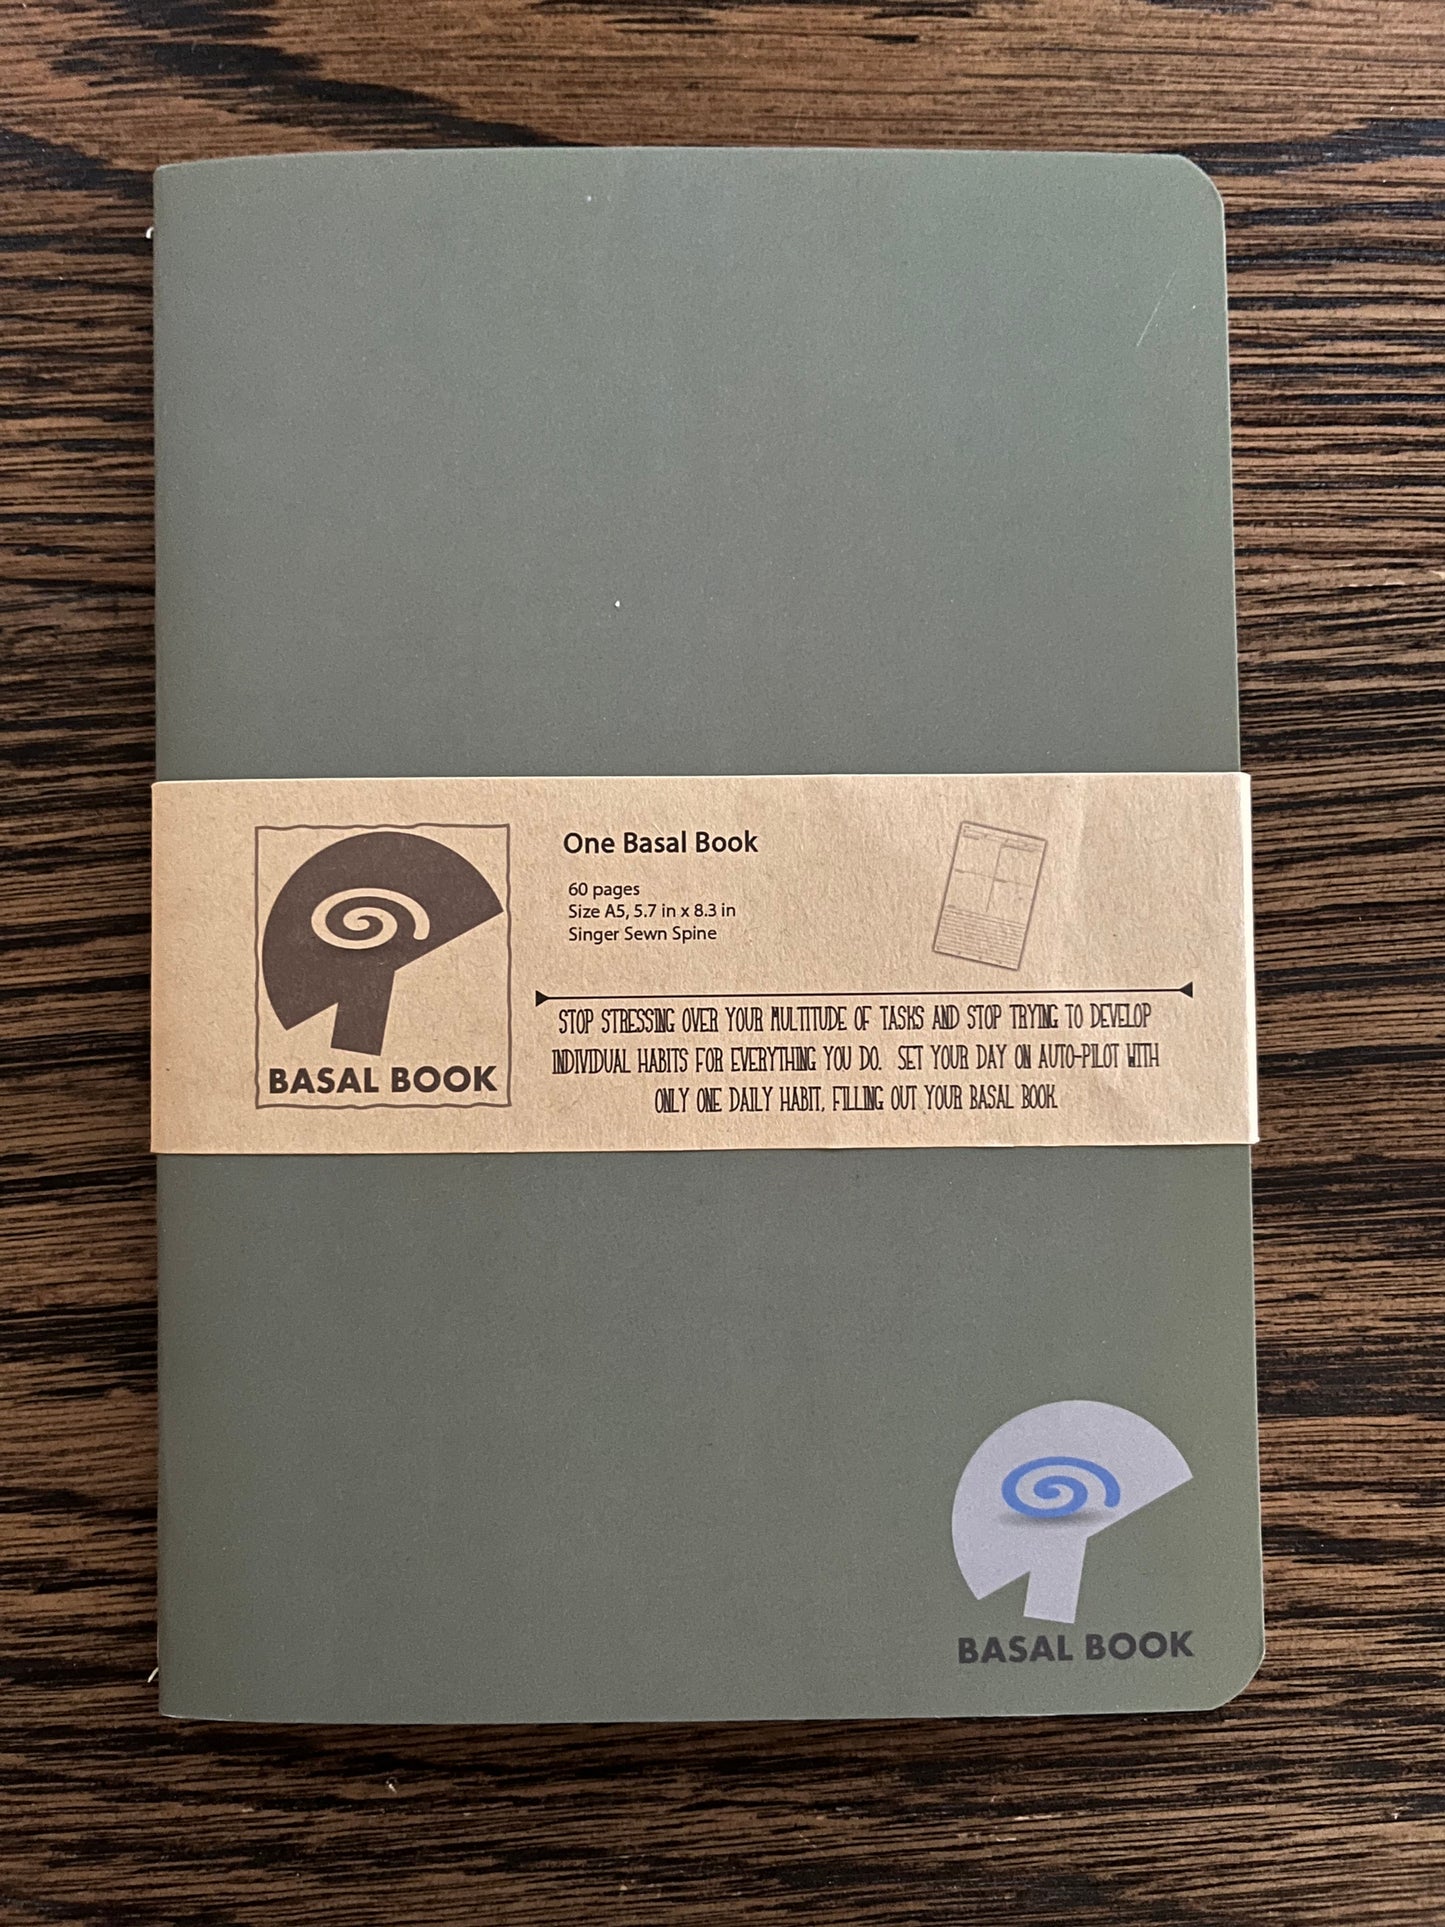 One Basal Book
60 pages
Size A5, 5.7 in x 8.3 in
Singer Sewn Spine
BASAL BOOK
STOP STRESSING OVER YOUR MULTITUDE OF TASKS AND STOP TRYING TO DEVELOP
INDIVIDUAL HABITS FOR EVERYTHING YOU DO. SET YOUR DAY ON AUTO-PILOT WITH
ONLY ONE DAILY HABIT, FILLING OUT YOUR BASAL BOOK.
BASAL BOOK